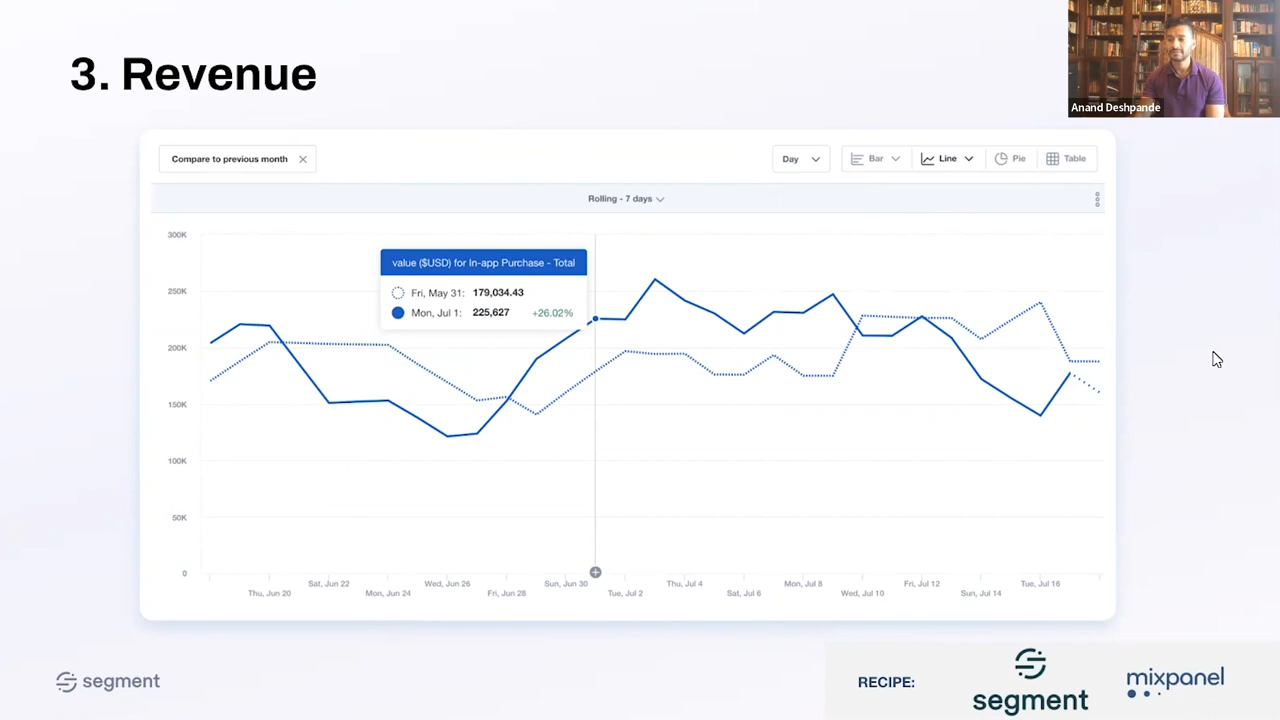 3. Revenue
Anand Deshpande
Compare to previous month
Day
Bar
Line
Pie
Table
Rolling - 7 days
300K
250K
200K
150K
100K
50K
0
value ($USD) for In-app Purchase - Total
Fri, May 31: 179,034.43
Mon, Jul 1: 225,627 +26.02%
Thu, Jun 20
Sat, Jun 22
Mon, Jun 24
Wed, Jun 26
Fri, Jun 28
Sun, Jun 30
Tue, Jul 2
Thu, Jul 4
Sat, Jul 6
Mon, Jul 8
Wed, Jul 10
Fri, Jul 12
Sun, Jul 14
Tue, Jul 16
segment
RECIPE:
segment
mixpanel